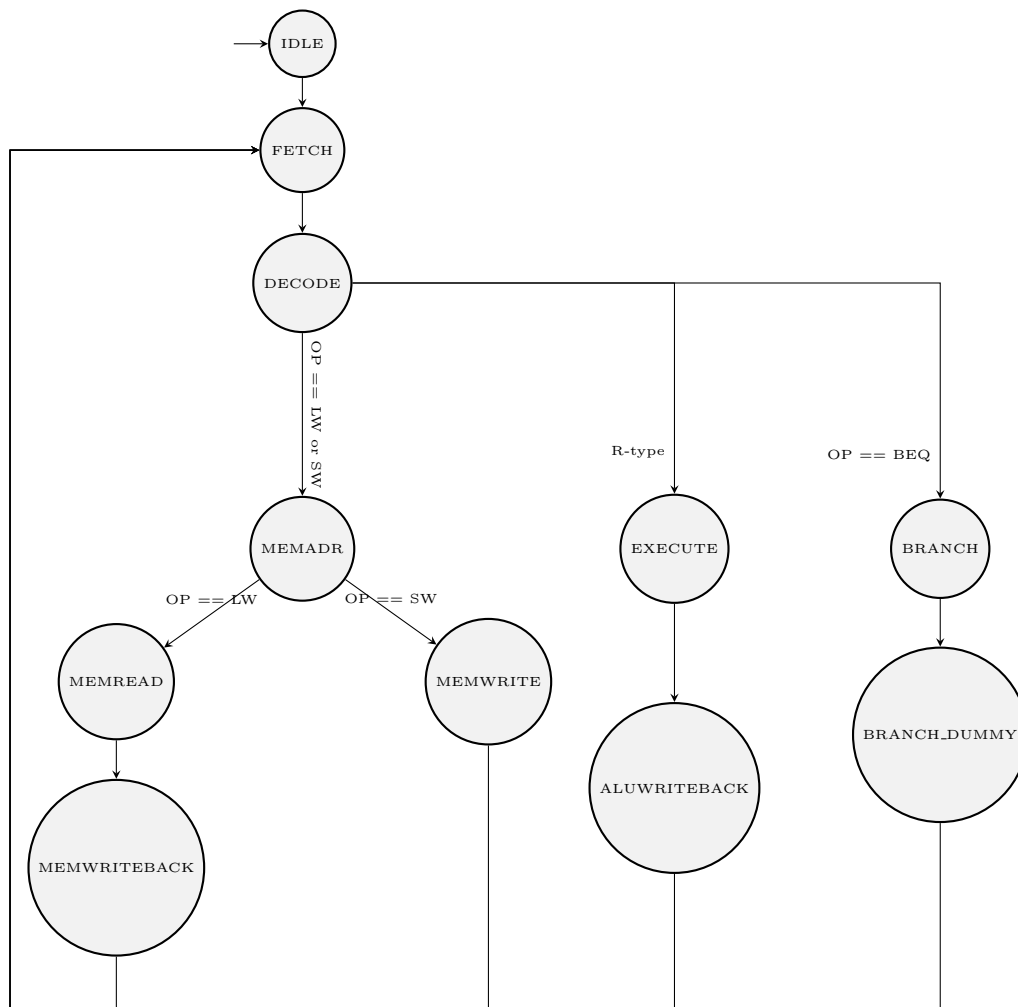 IDLE
FETCH
DECODE
OP == LW or SW
R-type
OP == BEQ
MEMADR
EXECUTE
BRANCH
OP == LW
OP == SW
MEMREAD
MEMWRITE
BRANCH_DUMMY
ALUWRITEBACK
MEMWRITEBACK